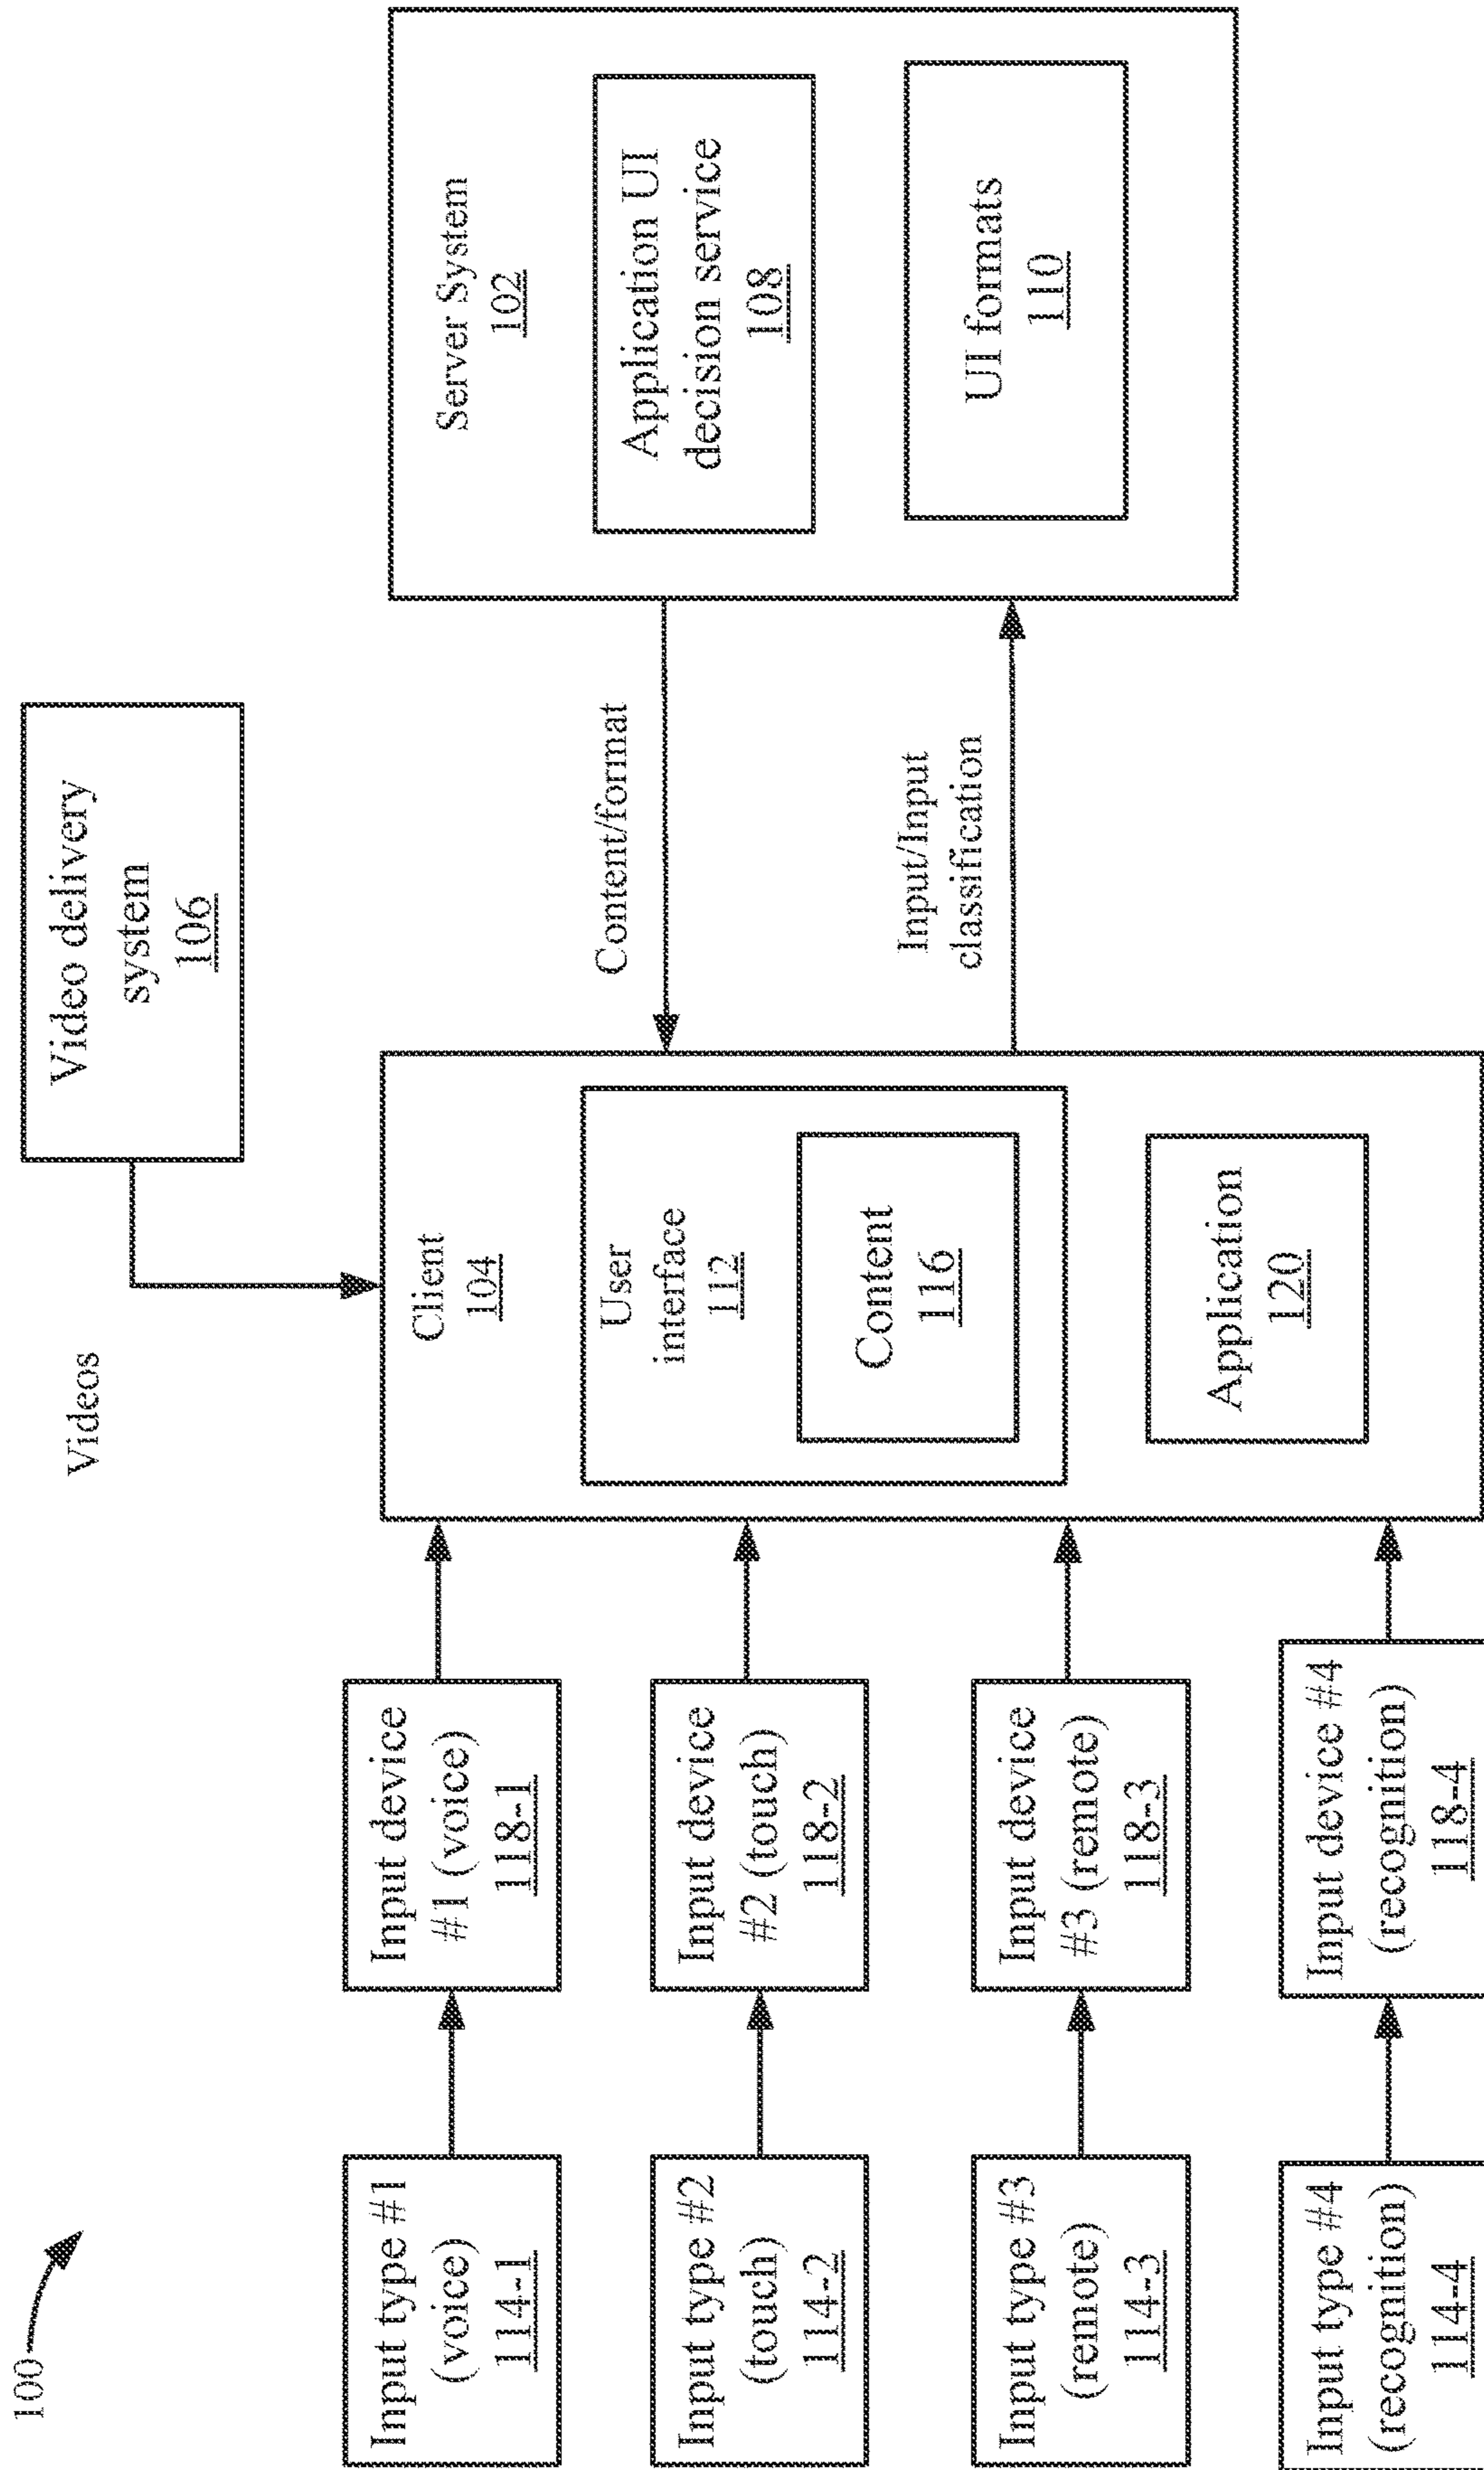 100
Video delivery
system
106
Videos
Input type #1
(voice)
114-1
Input device
#1 (voice)
118-1
Input type #2
(touch)
114-2
Input device
#2 (touch)
118-2
Input type #3
(remote)
114-3
Input device
#3 (remote)
118-3
Input type #4
(recognition)
114-4
Input device #4
(recognition)
118-4
Client
104
User
interface
112
Content
116
Application
120
Content/format
Input/Input
classification
Server System
102
Application UI
decision service
108
UI formats
110